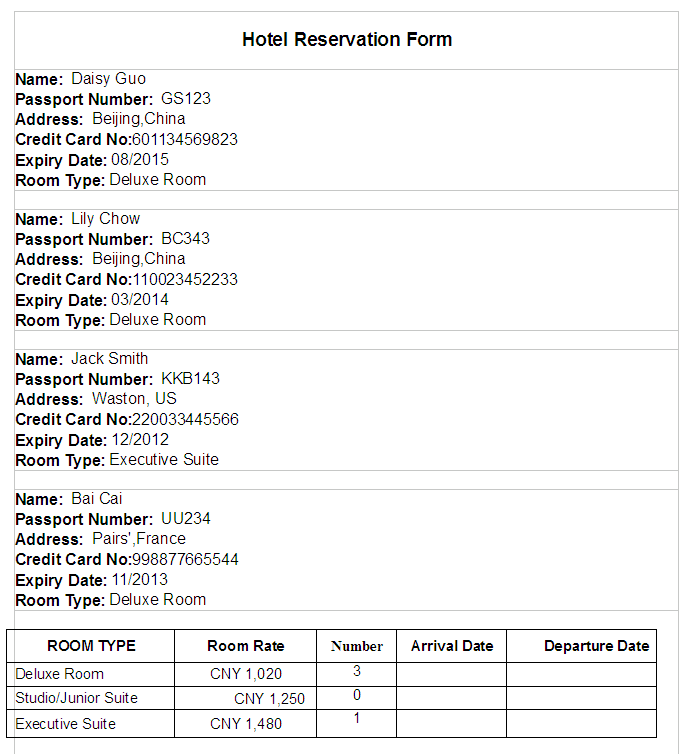 Hotel Reservation Form
Name: Daisy Guo
Passport Number: GS123
Address: Beijing,China
Credit Card No:601134569823
Expiry Date: 08/2015
Room Type: Deluxe Room
Name: Lily Chow
Passport Number: BC343
Address: Beijing,China
Credit Card No:110023452233
Expiry Date: 03/2014
Room Type: Deluxe Room
Name: Jack Smith
Passport Number: KKB143
Address: Waston, US
Credit Card No:220033445566
Expiry Date: 12/2012
Room Type: Executive Suite
Name: Bai Cai
Passport Number: UU234
Address: Pairs',France
Credit Card No:998877665544
Expiry Date: 11/2013
Room Type: Deluxe Room
ROOM TYPE Room Rate Number Arrival Date Departure Date
Deluxe Room CNY 1,020 3
Studio/Junior Suite CNY 1,250 0
Executive Suite CNY 1,480 1